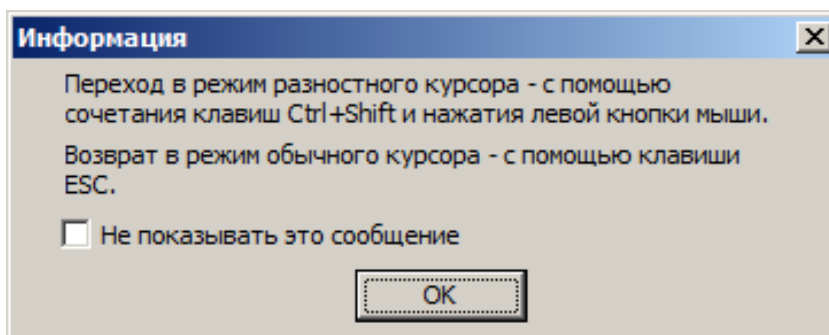 Информация
Переход в режим разностного курсора - с помощью
сочетания клавиш Ctrl+Shift и нажатия левой кнопки мыши.
Возврат в режим обычного курсора - с помощью клавиши
ESC.
Не показывать это сообщение
OK